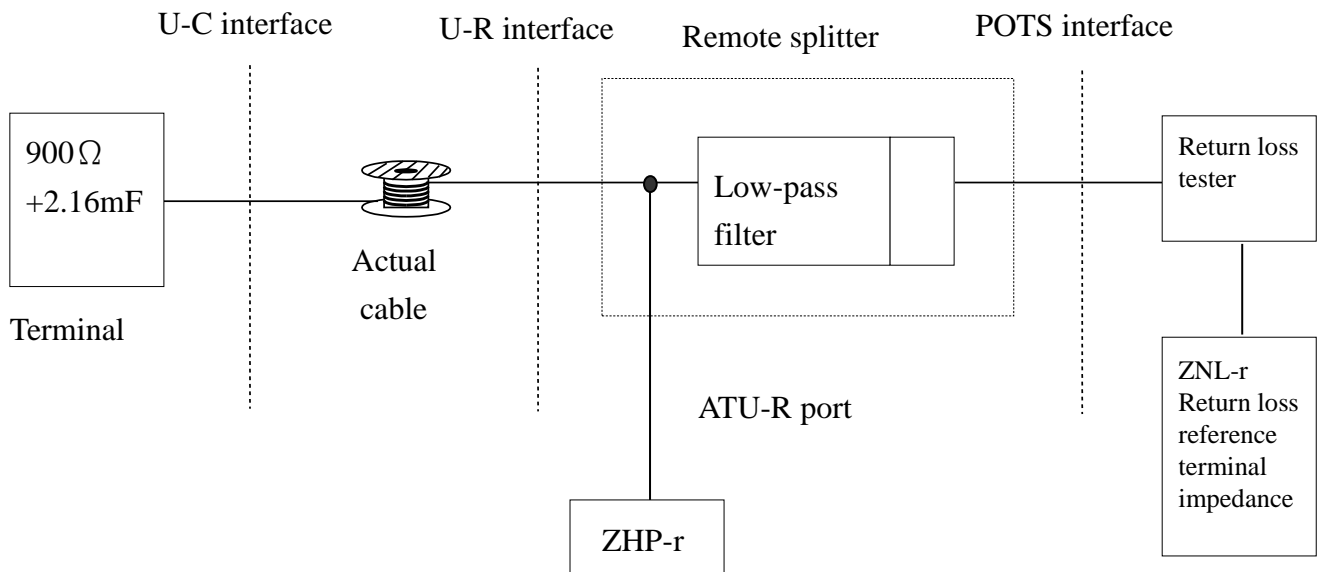 U-C interface
U-R interface
Remote splitter
POTS interface
900Ω
+2.16mF
Terminal
Actual
cable
Low-pass
filter
Return loss
tester
ATU-R port
ZHP-r
ZNL-r
Return loss
reference
terminal
impedance